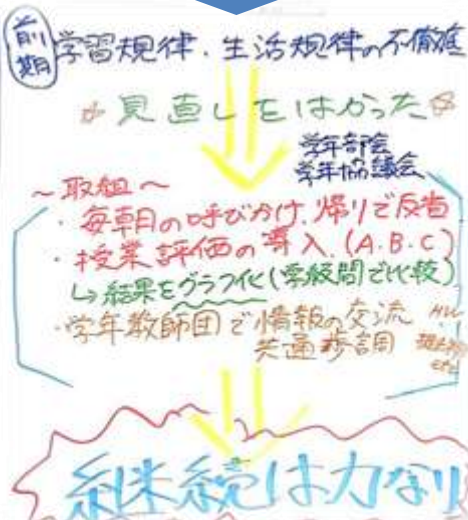 前期
学習規律・生活規律の不徹底
☆見直しをはかった☆
学年部会
学年協議会
～取組～
・毎朝の呼びかけ、帰りで反省
・授業評価の導入。(A・B・C)
↳結果をグラフ化(学級間で比較)
・学年教師団で情報の交流
共通歩調
etc
継続は力なり